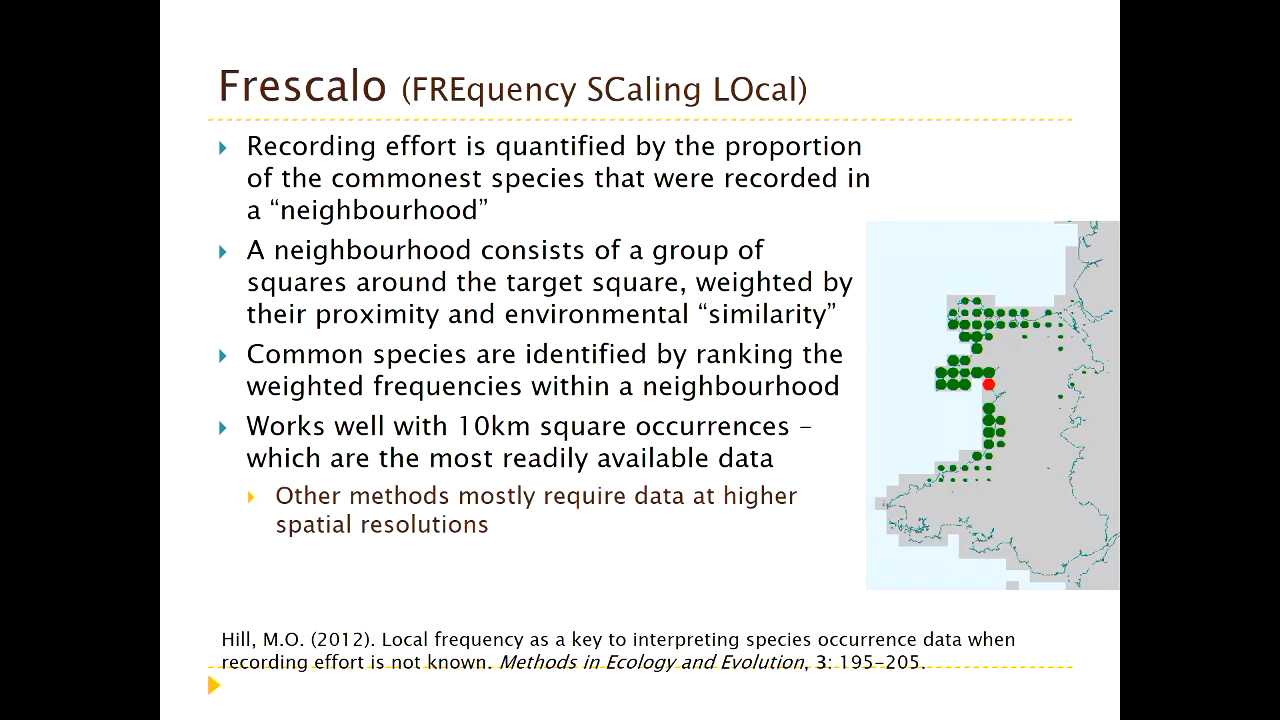 Frescalo (FREquency SCaling LOcal)
Recording effort is quantified by the proportion
of the commonest species that were recorded in
a “neighbourhood”
A neighbourhood consists of a group of
squares around the target square, weighted by
their proximity and environmental “similarity”
Common species are identified by ranking the
weighted frequencies within a neighbourhood
Works well with 10km square occurrences –
which are the most readily available data
Other methods mostly require data at higher
spatial resolutions
Hill, M.O. (2012). Local frequency as a key to interpreting species occurrence data when
recording effort is not known. Methods in Ecology and Evolution, 3: 195–205.